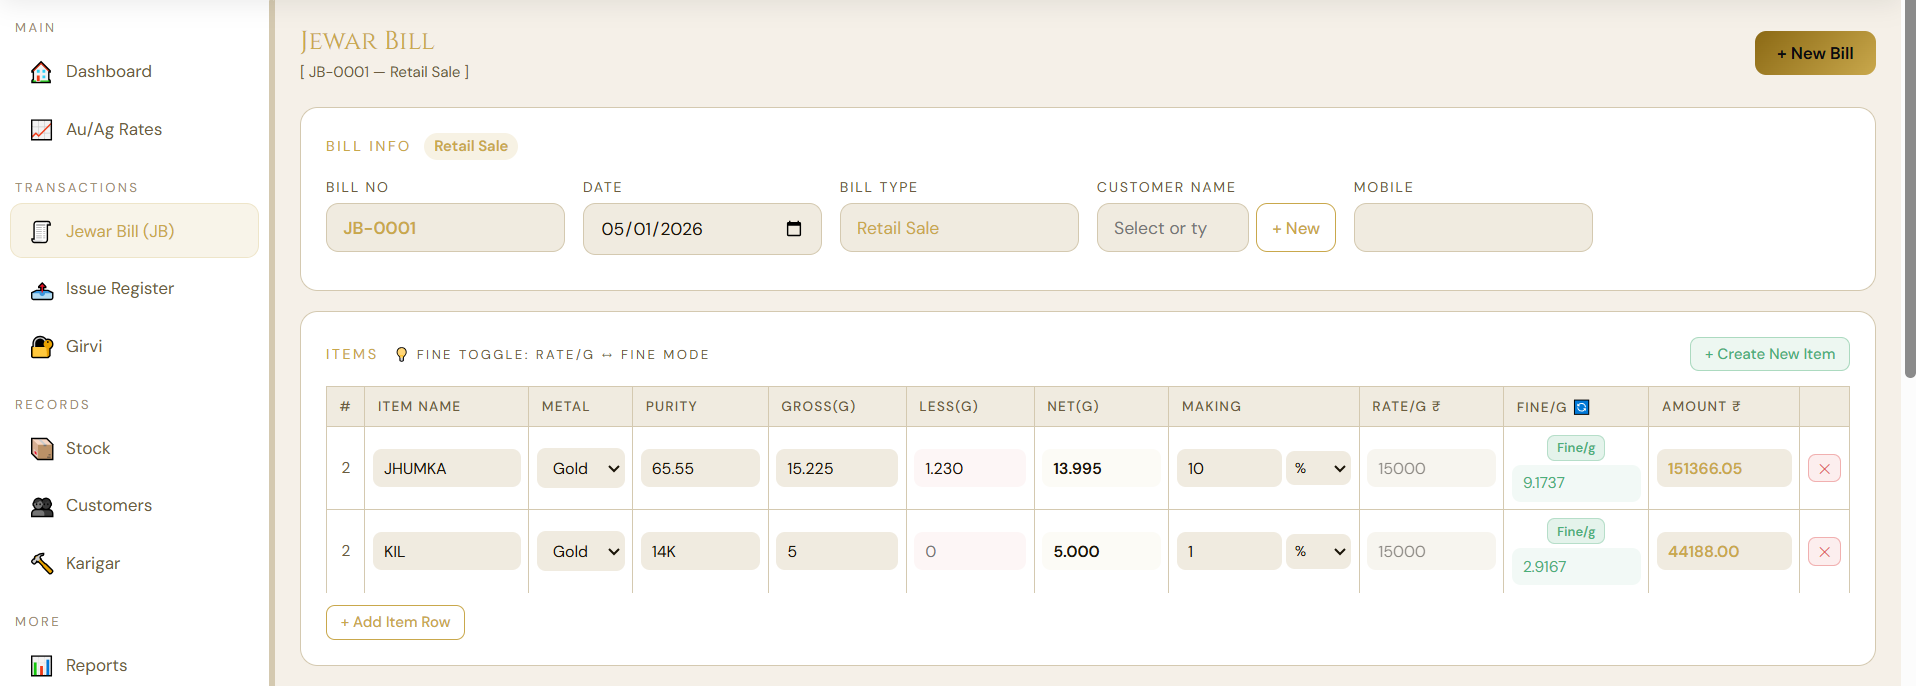 MAIN
Dashboard
Au/Ag Rates
TRANSACTIONS
Jewar Bill (JB)
Issue Register
Girvi
RECORDS
Stock
Customers
Karigar
MORE
Reports
JEWAR BILL
[ JB-0001 — Retail Sale ]
+ New Bill
BILL INFO Retail Sale
BILL NO DATE BILL TYPE CUSTOMER NAME MOBILE
JB-0001 05/01/2026 Retail Sale Select or ty + New
ITEMS 💡 FINE TOGGLE: RATE/G ↔ FINE MODE + Create New Item
# ITEM NAME METAL PURITY GROSS(G) LESS(G) NET(G) MAKING RATE/G ₹ FINE/G 🔄 AMOUNT ₹
2 JHUMKA Gold 65.55 15.225 1.230 13.995 10 % 15000 Fine/g 9.1737 151366.05 ×
2 KIL Gold 14K 5 0 5.000 1 % 15000 Fine/g 2.9167 44188.00 ×
+ Add Item Row